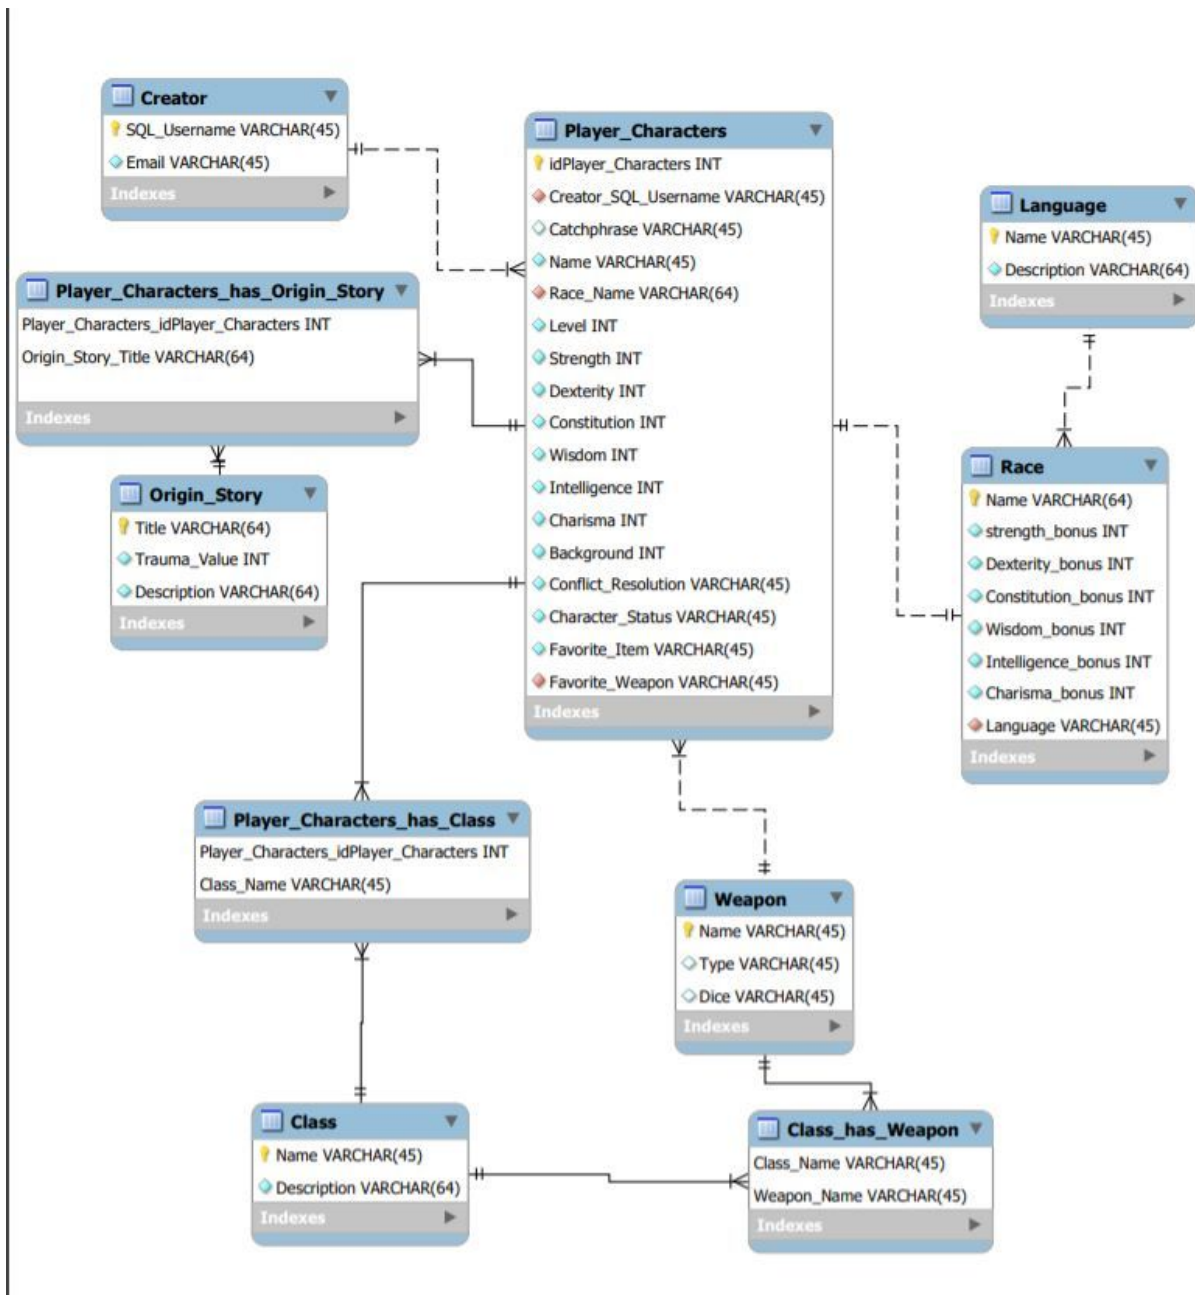 Creator
SQL_Username VARCHAR(45)
Email VARCHAR(45)
Indexes
Player_Characters
idPlayer_Characters INT
Creator_SQL_Username VARCHAR(45)
Catchphrase VARCHAR(45)
Name VARCHAR(45)
Race_Name VARCHAR(64)
Level INT
Strength INT
Dexterity INT
Constitution INT
Wisdom INT
Intelligence INT
Charisma INT
Background INT
Conflict_Resolution VARCHAR(45)
Character_Status VARCHAR(45)
Favorite_Item VARCHAR(45)
Favorite_Weapon VARCHAR(45)
Indexes
Language
Name VARCHAR(45)
Description VARCHAR(64)
Indexes
Player_Characters_has_Origin_Story
Player_Characters_idPlayer_Characters INT
Origin_Story_Title VARCHAR(64)
Indexes
Origin_Story
Title VARCHAR(64)
Trauma_Value INT
Description VARCHAR(64)
Indexes
Race
Name VARCHAR(64)
strength_bonus INT
Dexterity_bonus INT
Constitution_bonus INT
Wisdom_bonus INT
Intelligence_bonus INT
Charisma_bonus INT
Language VARCHAR(45)
Indexes
Player_Characters_has_Class
Player_Characters_idPlayer_Characters INT
Class_Name VARCHAR(45)
Indexes
Weapon
Name VARCHAR(45)
Type VARCHAR(45)
Dice VARCHAR(45)
Indexes
Class
Name VARCHAR(45)
Description VARCHAR(64)
Indexes
Class_has_Weapon
Class_Name VARCHAR(45)
Weapon_Name VARCHAR(45)
Indexes